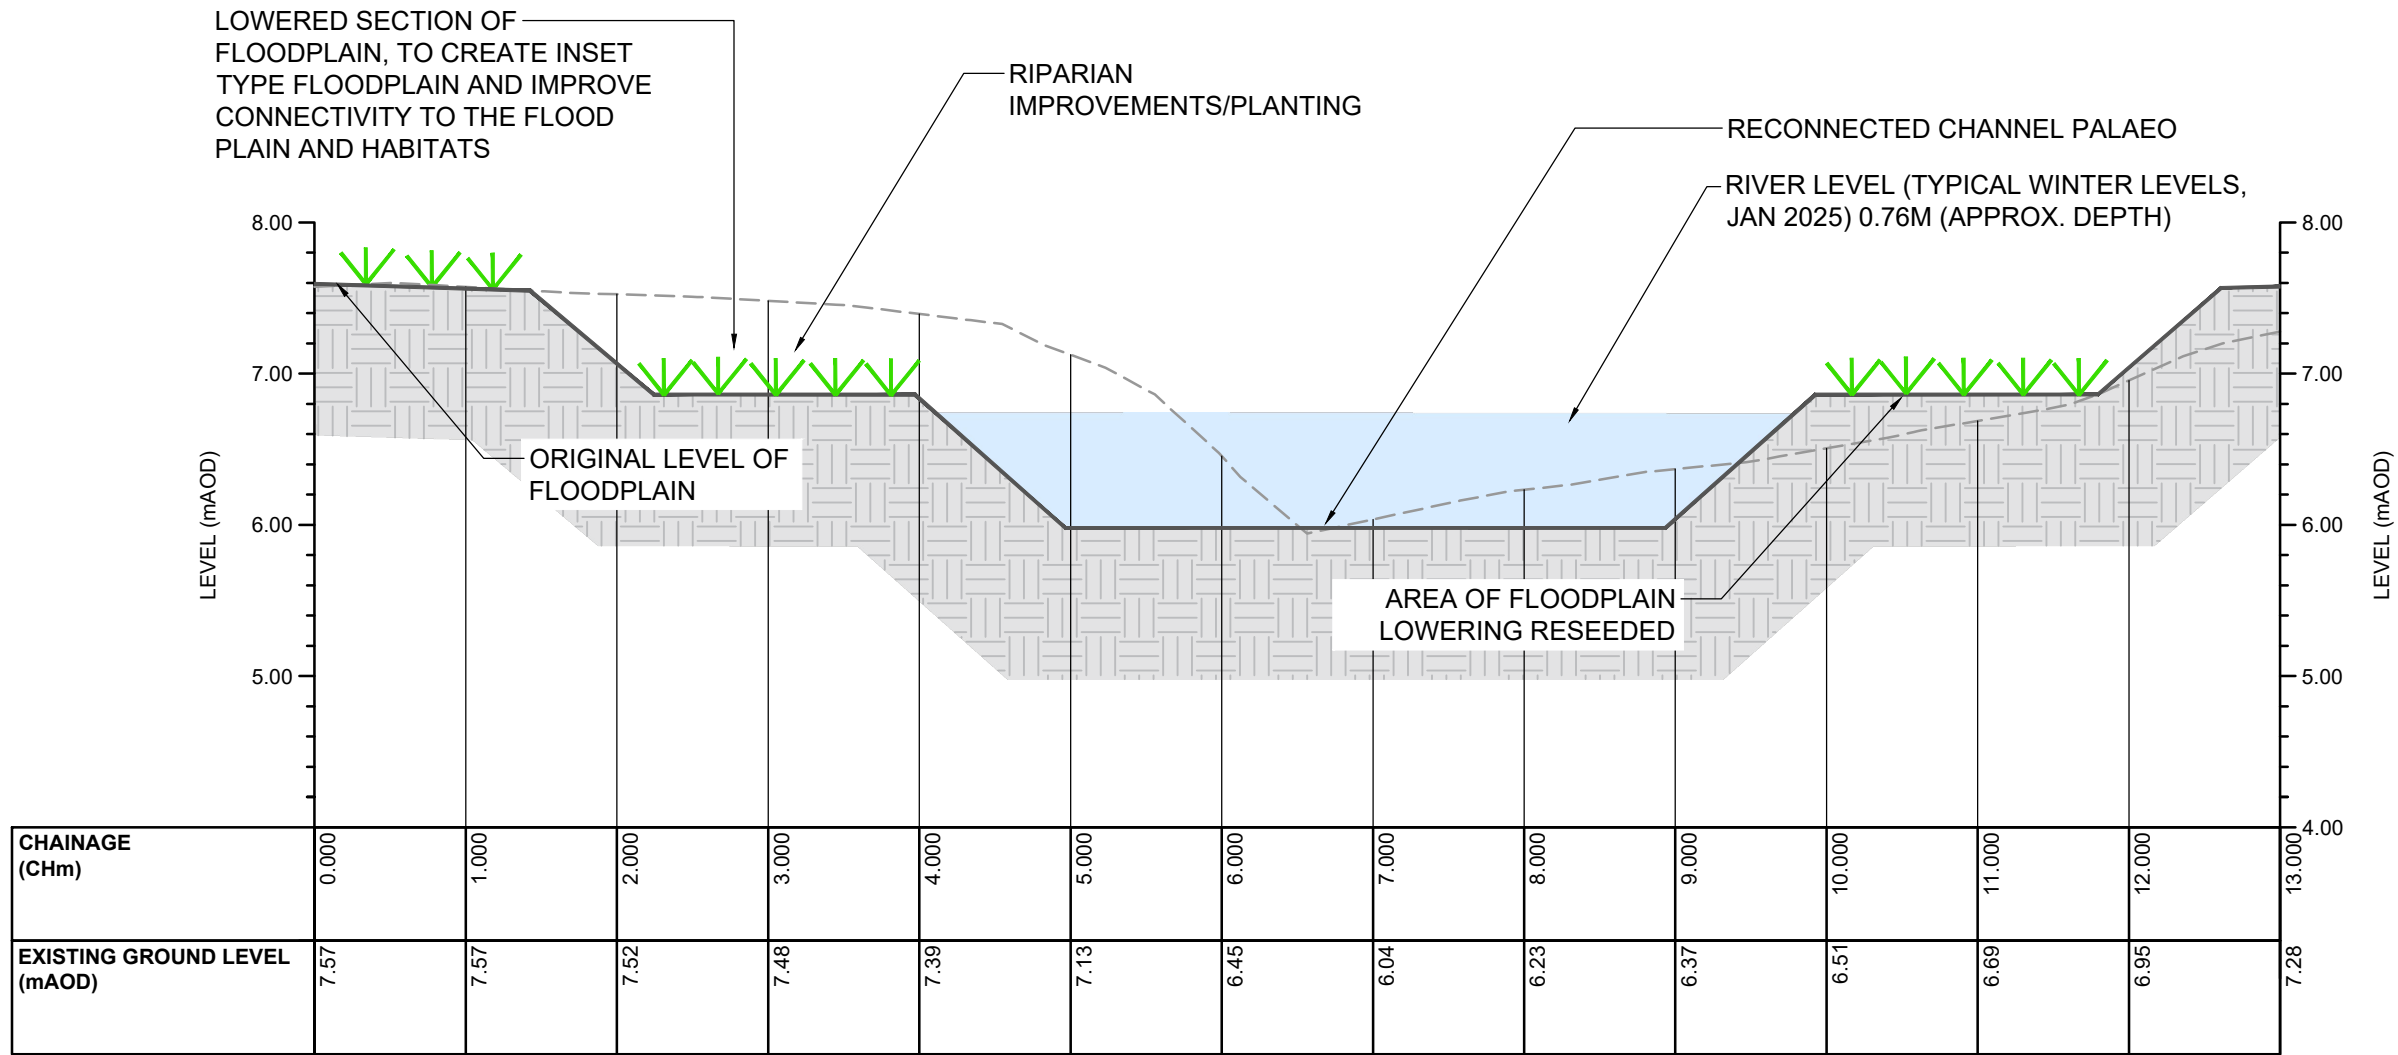 LOWERED SECTION OF
FLOODPLAIN, TO CREATE INSET
TYPE FLOODPLAIN AND IMPROVE
CONNECTIVITY TO THE FLOOD
PLAIN AND HABITATS
RIPARIAN
IMPROVEMENTS/PLANTING
RECONNECTED CHANNEL PALAEO
RIVER LEVEL (TYPICAL WINTER LEVELS,
JAN 2025) 0.76M (APPROX. DEPTH)
8.00
7.00
6.00
5.00
LEVEL (mAOD)
ORIGINAL LEVEL OF
FLOODPLAIN
AREA OF FLOODPLAIN
LOWERING RESEEDED
8.00
7.00
6.00
5.00
4.00
LEVEL (mAOD)
CHAINAGE
(CHm)
0.000
1.000
2.000
3.000
4.000
5.000
6.000
7.000
8.000
9.000
10.000
11.000
12.000
13.000
EXISTING GROUND LEVEL
(mAOD)
7.57
7.57
7.52
7.48
7.39
7.13
6.45
6.04
6.23
6.37
6.51
6.69
6.95
7.28